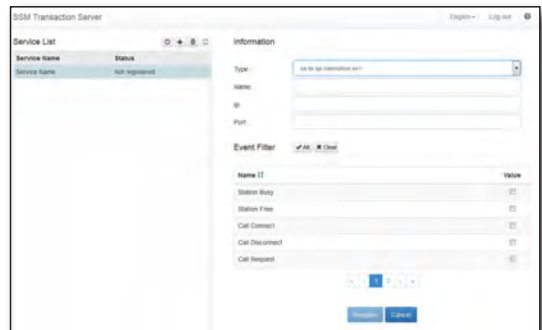 SSM Transaction Server
English
Log out
Service List
Service Name Status
Service Name Not registered
Information
Type :
Name:
Ip:
Port:
Event Filter All Clear
Name Value
Station Busy
Station Free
Call Connect
Call Disconnect
Call Request
« ‹ 1 2 › »
Register Cancel